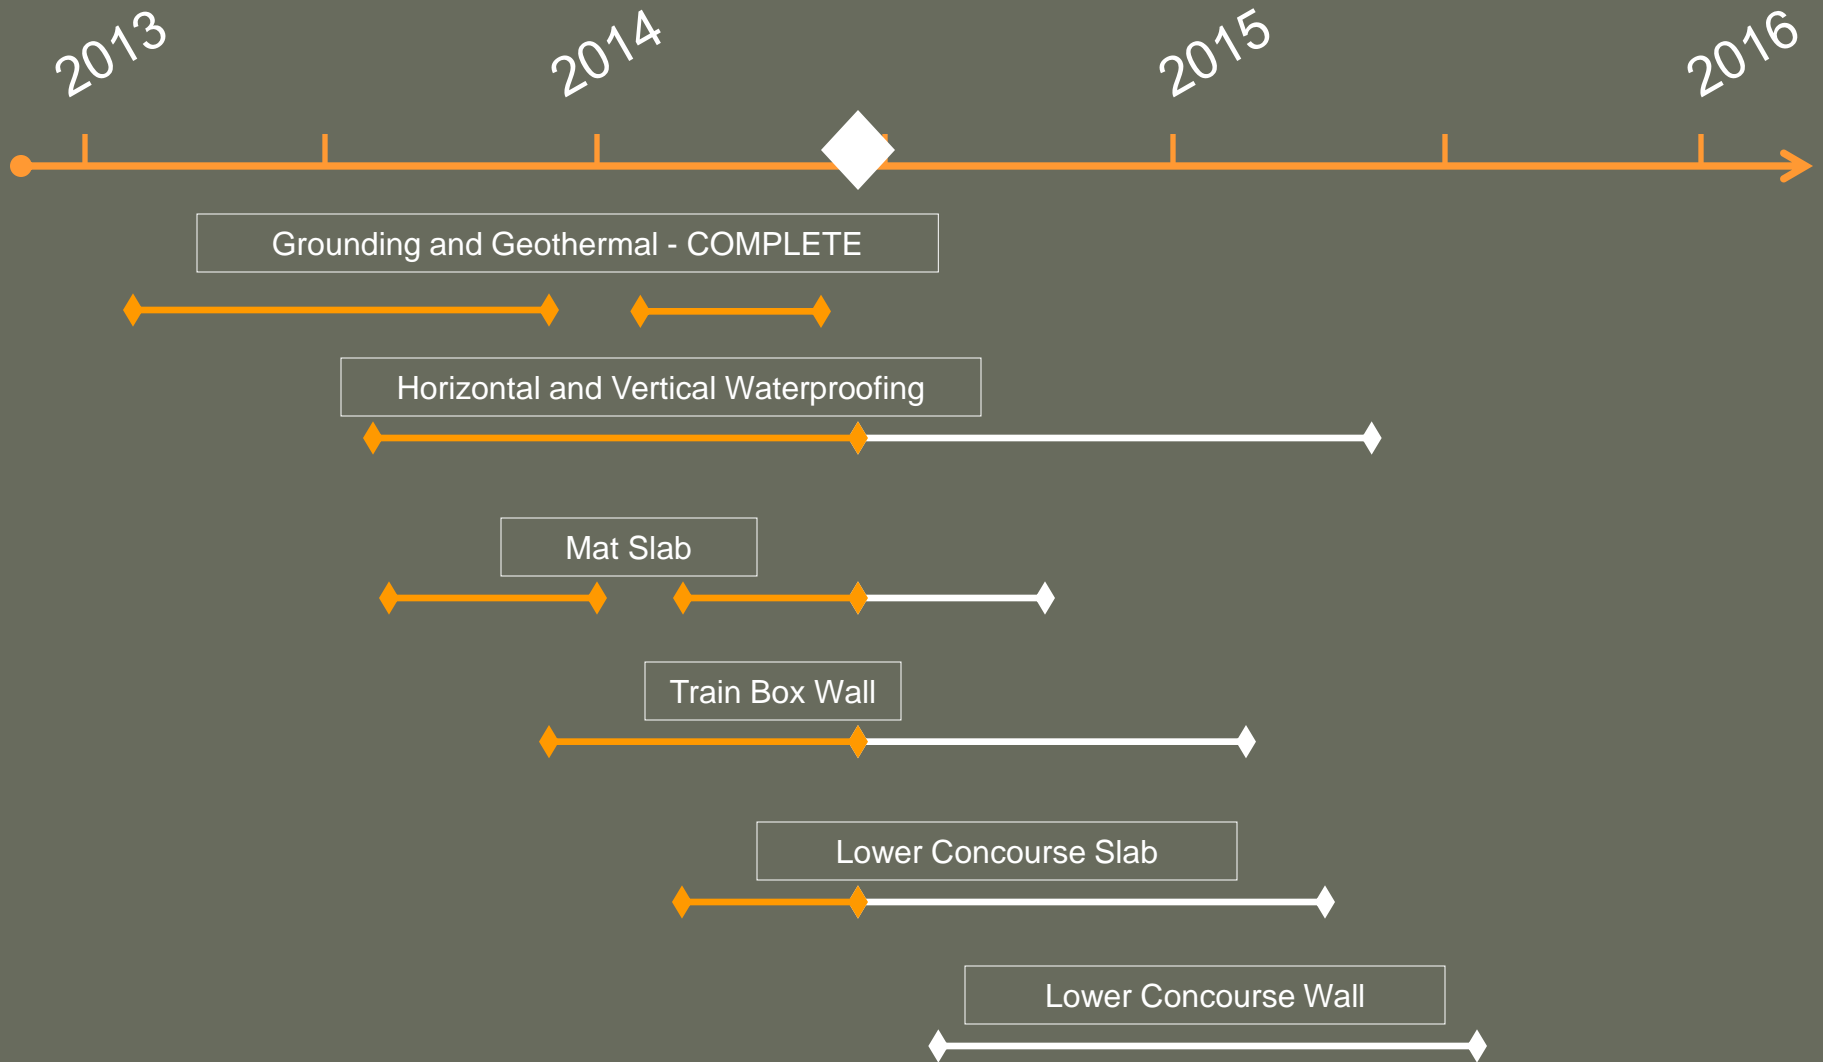 2013
2014
2015
2016
Grounding and Geothermal - COMPLETE
Horizontal and Vertical Waterproofing
Mat Slab
Train Box Wall
Lower Concourse Slab
Lower Concourse Wall